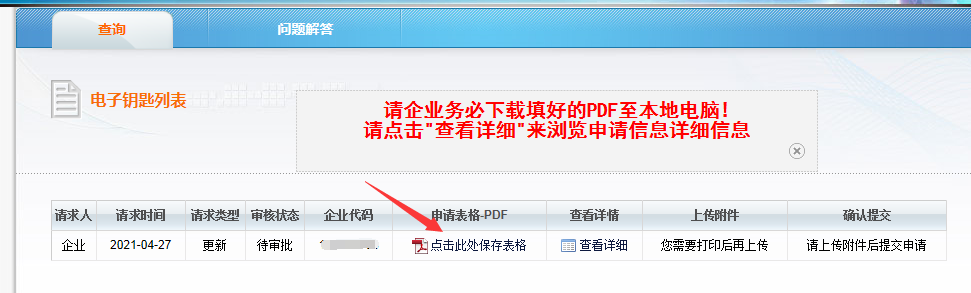 查询
问题解答
电子钥匙列表
请企业务必下载填好的PDF至本地电脑!
请点击"查看详细"来浏览申请信息详细信息
请求人 请求时间 请求类型 审核状态 企业代码 申请表格-PDF 查看详情 上传附件 确认提交
企业 2021-04-27 更新 待审批 点击此处保存表格 查看详细 您需要打印后再上传 请上传附件后提交申请